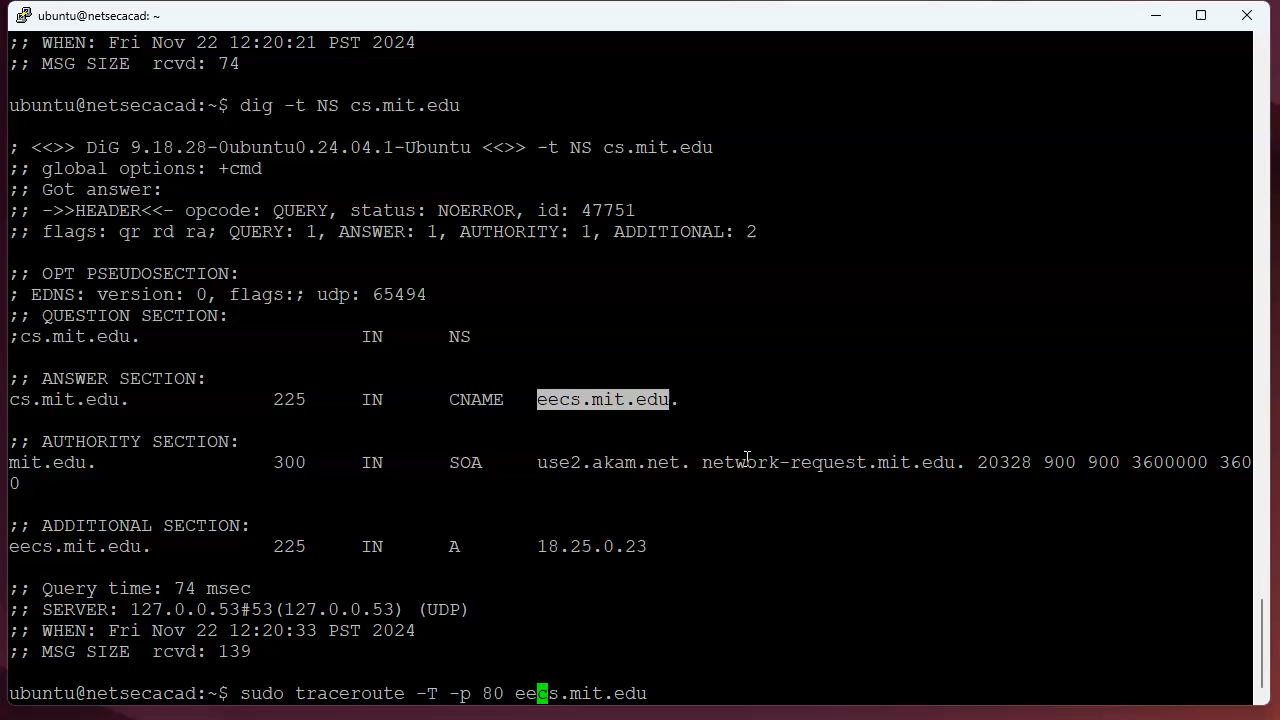 ubuntu@netsecacad: ~
;; WHEN: Fri Nov 22 12:20:21 PST 2024
;; MSG SIZE  rcvd: 74
ubuntu@netsecacad:~$ dig -t NS cs.mit.edu
; <<>> DiG 9.18.28-0ubuntu0.24.04.1-Ubuntu <<>> -t NS cs.mit.edu
;; global options: +cmd
;; Got answer:
;; ->>HEADER<<- opcode: QUERY, status: NOERROR, id: 47751
;; flags: qr rd ra; QUERY: 1, ANSWER: 1, AUTHORITY: 1, ADDITIONAL: 2
;; OPT PSEUDOSECTION:
; EDNS: version: 0, flags:; udp: 65494
;; QUESTION SECTION:
;cs.mit.edu.                    IN      NS
;; ANSWER SECTION:
cs.mit.edu.             225     IN      CNAME   eecs.mit.edu.
;; AUTHORITY SECTION:
mit.edu.                300     IN      SOA     use2.akam.net. network-request.mit.edu. 20328 900 900 3600000 360
0
;; ADDITIONAL SECTION:
eecs.mit.edu.           225     IN      A       18.25.0.23
;; Query time: 74 msec
;; SERVER: 127.0.0.53#53(127.0.0.53) (UDP)
;; WHEN: Fri Nov 22 12:20:33 PST 2024
;; MSG SIZE  rcvd: 139
ubuntu@netsecacad:~$ sudo traceroute -T -p 80 eecs.mit.edu